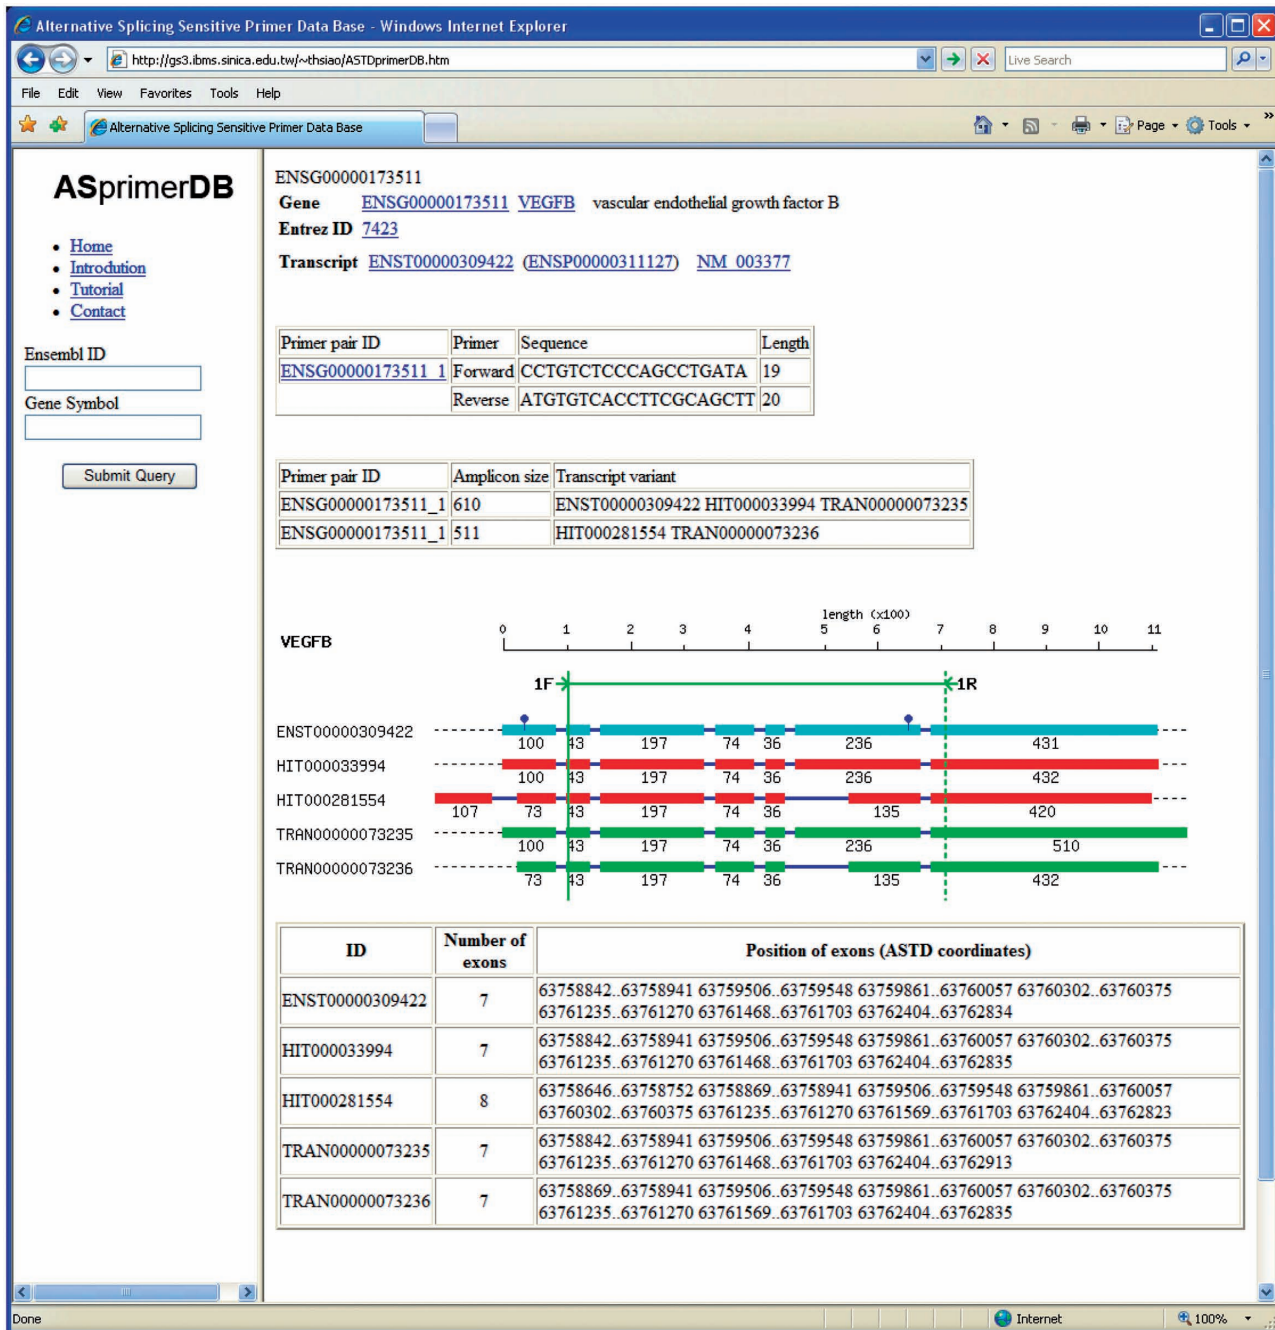 Alternative Splicing Sensitive Primer Data Base - Windows Internet Explorer
http://gs3.ibms.sinica.edu.tw/~thsiao/ASTDprimerDB.htm
Live Search
File Edit View Favorites Tools Help
Alternative Splicing Sensitive Primer Data Base
Page Tools »
ASprimerDB
Home
Introdution
Tutorial
Contact
Ensembl ID
Gene Symbol
Submit Query
ENSG00000173511
Gene ENSG00000173511 VEGFB vascular endothelial growth factor B
Entrez ID 7423
Transcript ENST00000309422 (ENSP00000311127) NM_003377
Primer pair ID Primer Sequence Length
ENSG00000173511_1 Forward CCTGTCTCCCAGCCTGATA 19
Reverse ATGTGTCACCTTCGCAGCTT 20
Primer pair ID Amplicon size Transcript variant
ENSG00000173511_1 610 ENST00000309422 HIT000033994 TRAN00000073235
ENSG00000173511_1 511 HIT000281554 TRAN00000073236
length (x100)
0 1 2 3 4 5 6 7 8 9 10 11
VEGFB
1F 1R
ENST00000309422
100 43 197 74 36 236 431
HIT000033994
100 43 197 74 36 236 432
HIT000281554
107 73 43 197 74 36 135 420
TRAN00000073235
100 43 197 74 36 236 510
TRAN00000073236
73 43 197 74 36 135 432
ID Number of exons Position of exons (ASTD coordinates)
ENST00000309422 7 63758842..63758941 63759506..63759548 63759861..63760057 63760302..63760375
63761235..63761270 63761468..63761703 63762404..63762834
HIT000033994 7 63758842..63758941 63759506..63759548 63759861..63760057 63760302..63760375
63761235..63761270 63761468..63761703 63762404..63762835
HIT000281554 8 63758646..63758752 63758869..63758941 63759506..63759548 63759861..63760057
63760302..63760375 63761235..63761270 63761569..63761703 63762404..63762823
TRAN00000073235 7 63758842..63758941 63759506..63759548 63759861..63760057 63760302..63760375
63761235..63761270 63761468..63761703 63762404..63762913
TRAN00000073236 7 63758869..63758941 63759506..63759548 63759861..63760057 63760302..63760375
63761235..63761270 63761569..63761703 63762404..63762835
Done Internet 100%